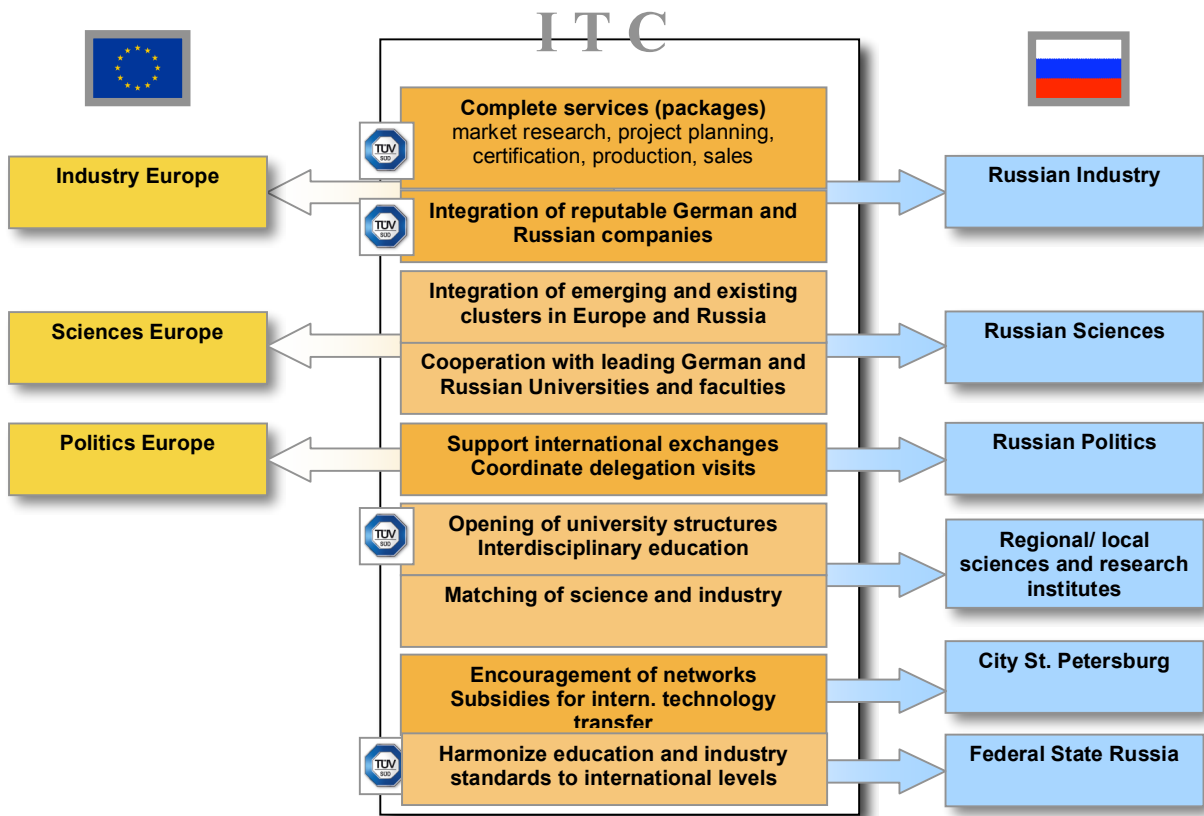 I T C
Complete services (packages)
market research, project planning,
certification, production, sales
TÜV
SÜD
Industry Europe
Russian Industry
Integration of reputable German and
Russian companies
TÜV
SÜD
Integration of emerging and existing
clusters in Europe and Russia
Sciences Europe
Russian Sciences
Cooperation with leading German and
Russian Universities and faculties
Politics Europe
Support international exchanges
Coordinate delegation visits
Russian Politics
TÜV
SÜD
Opening of university structures
Interdisciplinary education
Regional/ local
sciences and research
institutes
Matching of science and industry
Encouragement of networks
Subsidies for intern. technology
transfer
City St. Petersburg
TÜV
SÜD
Harmonize education and industry
standards to international levels
Federal State Russia